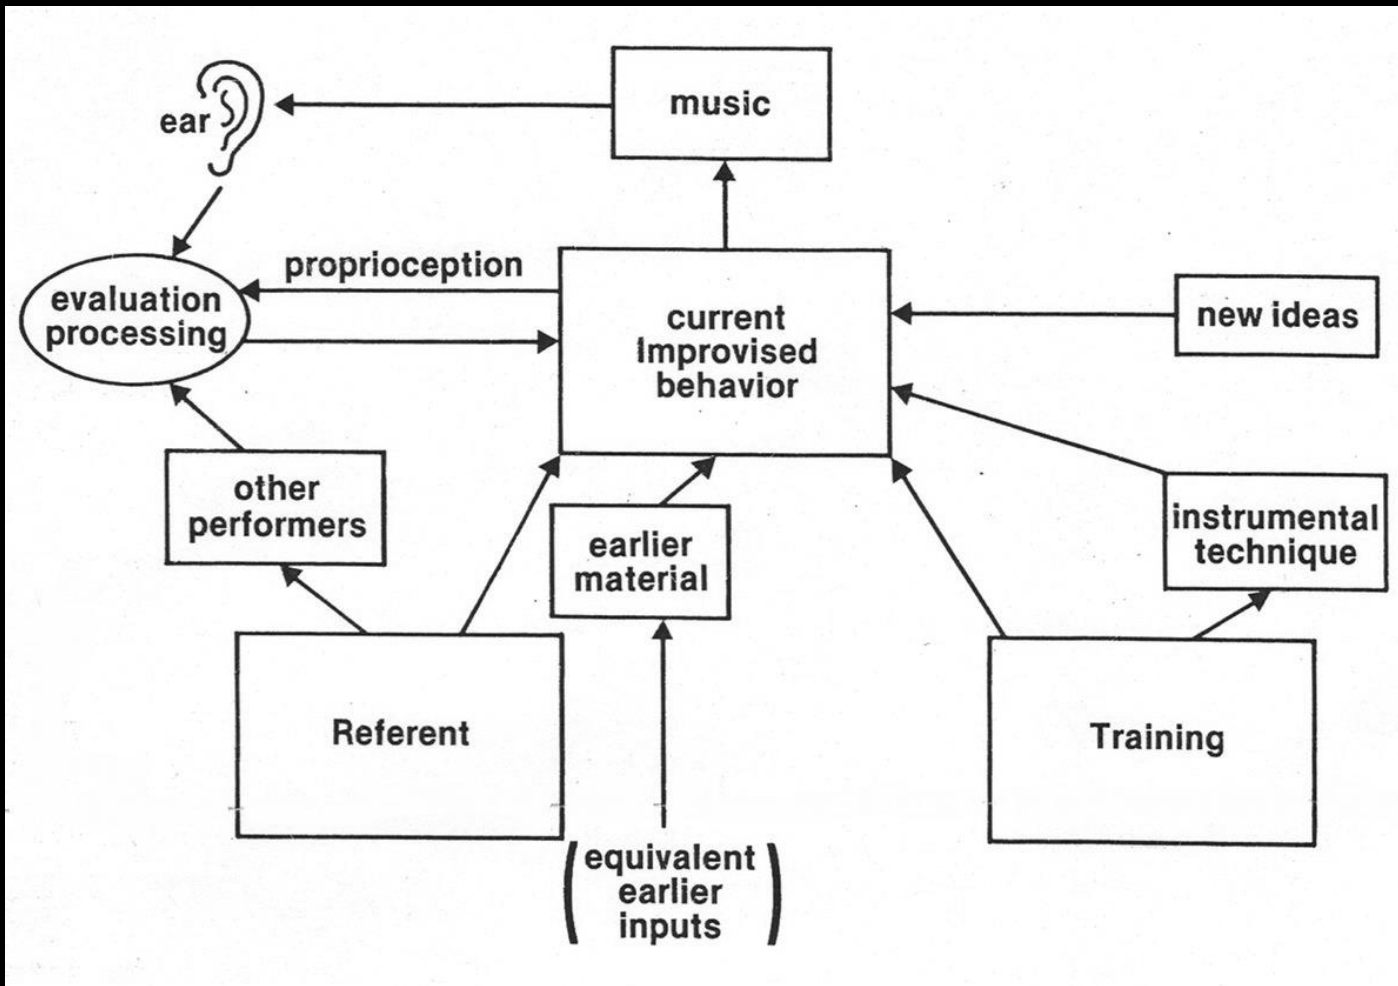 music
ear
proprioception
evaluation
processing
current
Improvised
behavior
new ideas
other
performers
earlier
material
instrumental
technique
Referent
Training
(equivalent
earlier
inputs)